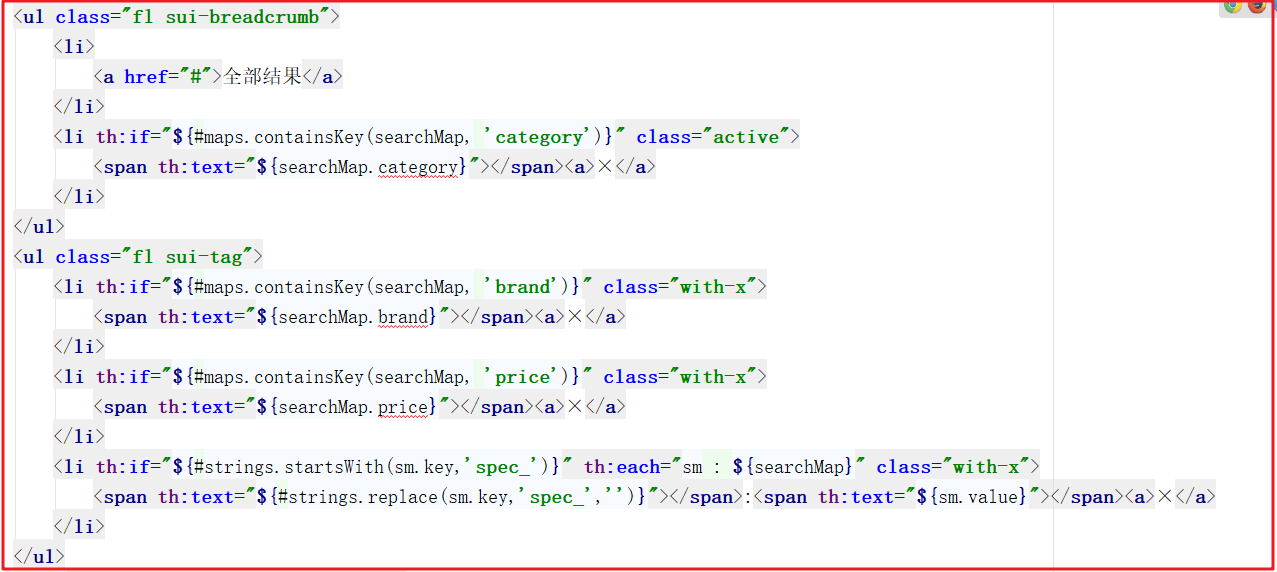 <ul class="fl sui-breadcrumb">
<li>
<a href="#">全部结果</a>
</li>
<li th:if="${#maps.containsKey(searchMap, 'category')}" class="active">
<span th:text="${searchMap.category}"></span><a>×</a>
</li>
</ul>
<ul class="fl sui-tag">
<li th:if="${#maps.containsKey(searchMap, 'brand')}" class="with-x">
<span th:text="${searchMap.brand}"></span><a>×</a>
</li>
<li th:if="${#maps.containsKey(searchMap, 'price')}" class="with-x">
<span th:text="${searchMap.price}"></span><a>×</a>
</li>
<li th:if="${#strings.startsWith(sm.key,'spec_')}" th:each="sm : ${searchMap}" class="with-x">
<span th:text="${#strings.replace(sm.key,'spec_','')}"></span>:<span th:text="${sm.value}"></span><a>×</a>
</li>
</ul>